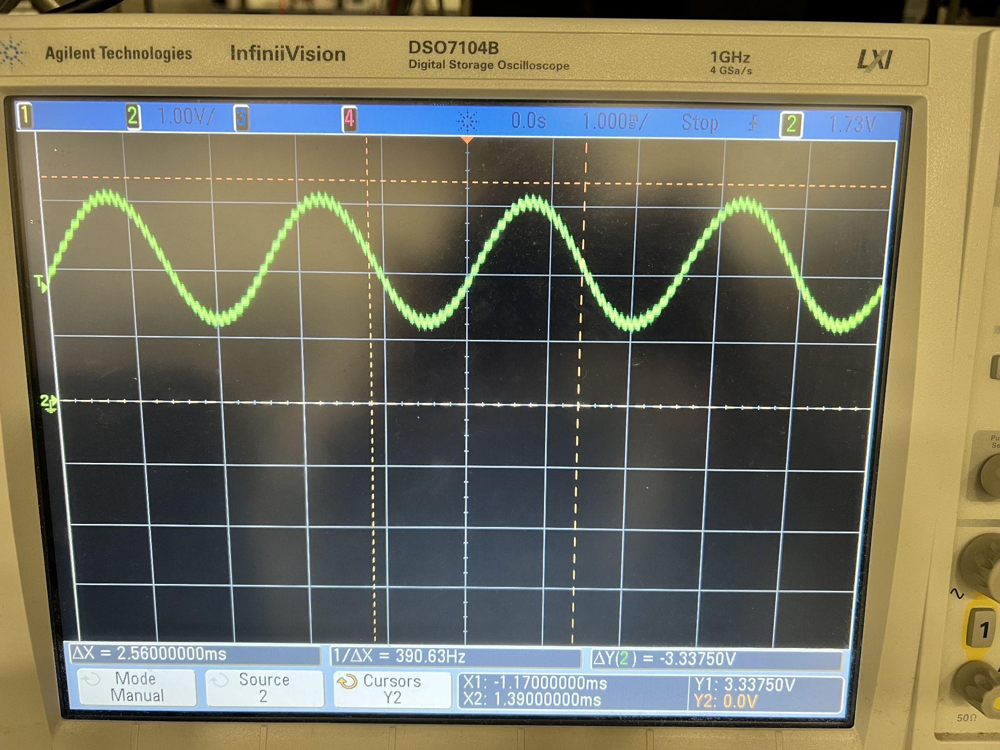 Agilent Technologies InfiniiVision DSO7104B
Digital Storage Oscilloscope
1GHz
4 GSa/s
LXI
1 2 1.00V/ 3 4 0.0s 1.000ms/ Stop 2 1.73V
T
2
ΔX = 2.56000000ms 1/ΔX = 390.63Hz ΔY(2) = -3.33750V
Mode
Manual
Source
2
Cursors
Y2
X1: -1.17000000ms
X2: 1.39000000ms
Y1: 3.33750V
Y2: 0.0V
1
50Ω